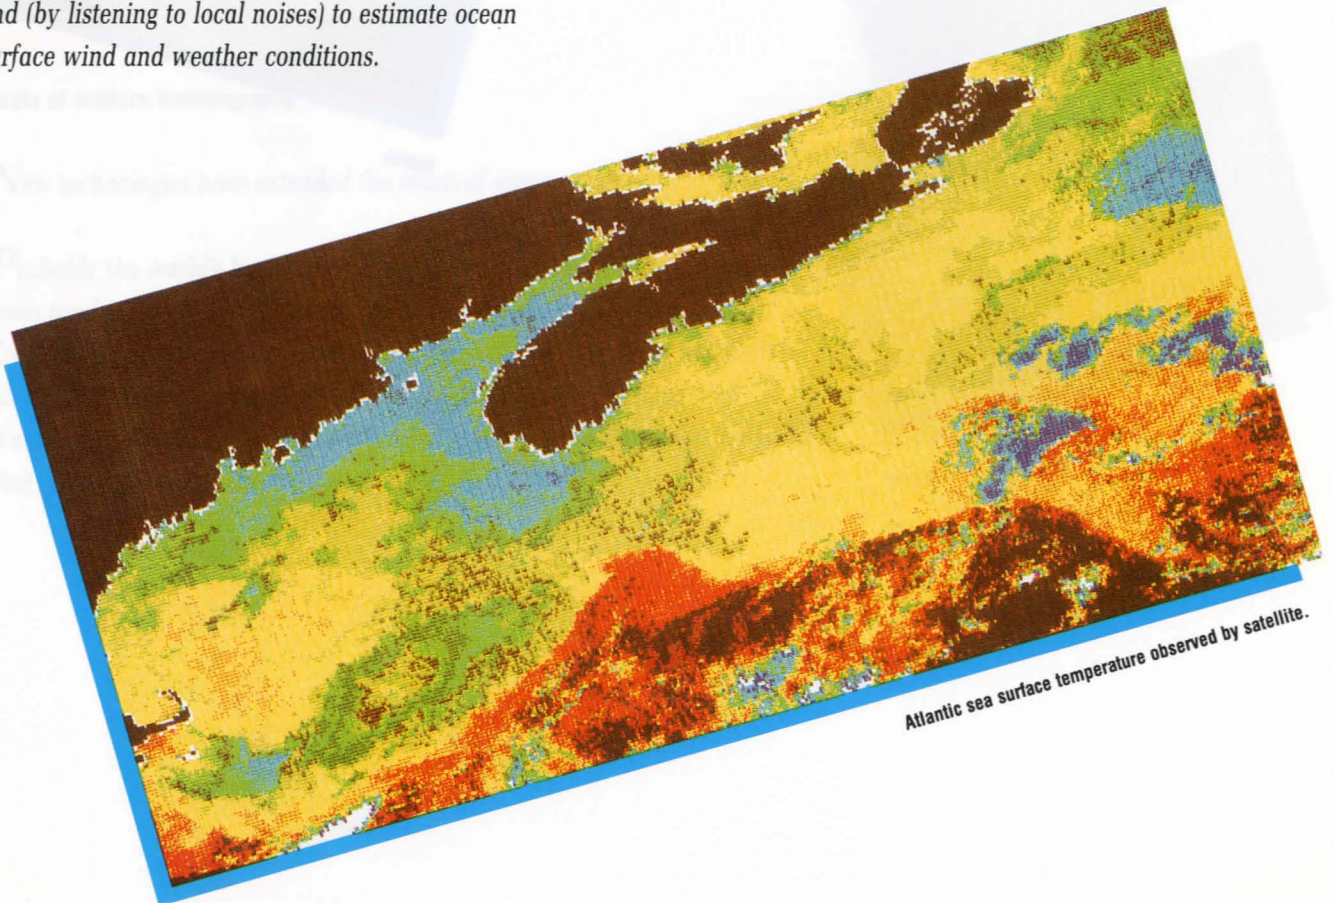 nd (by listening to local noises) to estimate ocean
rface wind and weather conditions.
Atlantic sea surface temperature observed by satellite.